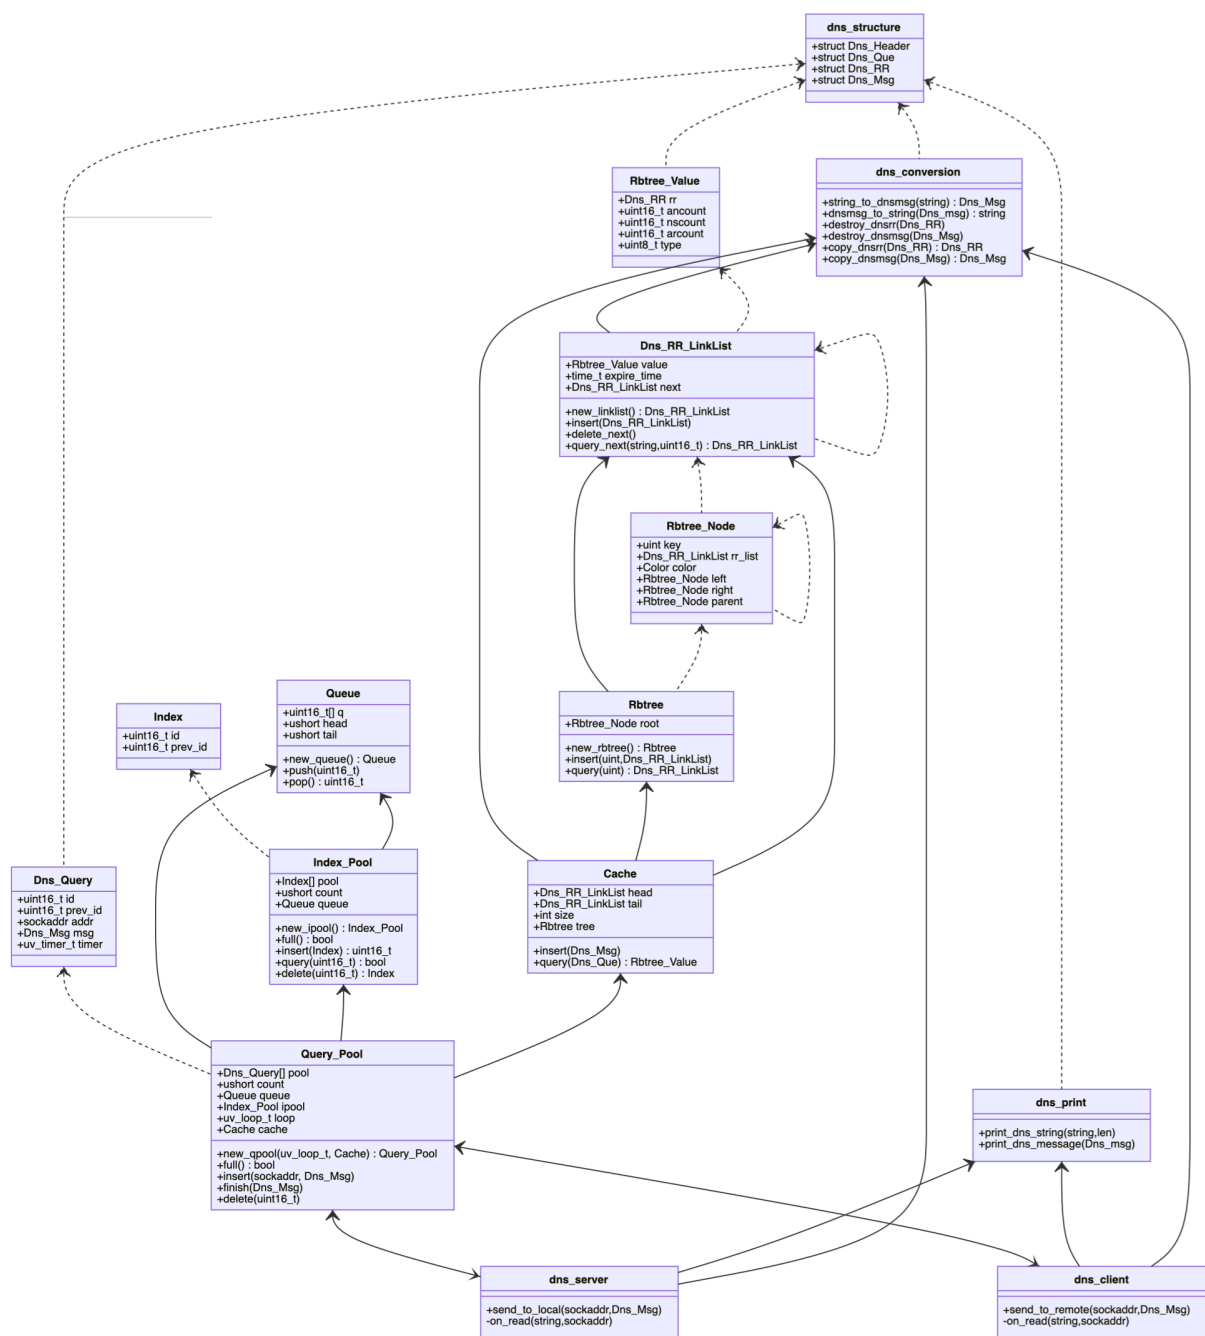 dns_structure
+struct Dns_Header
+struct Dns_Que
+struct Dns_RR
+struct Dns_Msg
Rbtree_Value
+Dns_RR rr
+uint16_t ancount
+uint16_t nscount
+uint16_t arcount
+uint8_t type
dns_conversion
+string_to_dnsmsg(string) : Dns_Msg
+dnsmsg_to_string(Dns_msg) : string
+destroy_dnsrr(Dns_RR)
+destroy_dnsmsg(Dns_Msg)
+copy_dnsrr(Dns_RR) : Dns_RR
+copy_dnsmsg(Dns_Msg) : Dns_Msg
Dns_RR_LinkList
+Rbtree_Value value
+time_t expire_time
+Dns_RR_LinkList next
+new_linklist() : Dns_RR_LinkList
+insert(Dns_RR_LinkList)
+delete_next()
+query_next(string,uint16_t) : Dns_RR_LinkList
Rbtree_Node
+uint key
+Dns_RR_LinkList rr_list
+Color color
+Rbtree_Node left
+Rbtree_Node right
+Rbtree_Node parent
Queue
+uint16_t[] q
+ushort head
+ushort tail
+new_queue() : Queue
+push(uint16_t)
+pop() : uint16_t
Index
+uint16_t id
+uint16_t prev_id
Rbtree
+Rbtree_Node root
+new_rbtree() : Rbtree
+insert(uint,Dns_RR_LinkList)
+query(uint) : Dns_RR_LinkList
Dns_Query
+uint16_t id
+uint16_t prev_id
+sockaddr addr
+Dns_Msg msg
+uv_timer_t timer
Index_Pool
+Index[] pool
+ushort count
+Queue queue
+new_ipool() : Index_Pool
+full() : bool
+insert(Index) : uint16_t
+query(uint16_t) : bool
+delete(uint16_t) : Index
Cache
+Dns_RR_LinkList head
+Dns_RR_LinkList tail
+int size
+Rbtree tree
+insert(Dns_Msg)
+query(Dns_Que) : Rbtree_Value
Query_Pool
+Dns_Query[] pool
+ushort count
+Queue queue
+Index_Pool ipool
+uv_loop_t loop
+Cache cache
+new_qpool(uv_loop_t, Cache) : Query_Pool
+full() : bool
+insert(sockaddr, Dns_Msg)
+finish(Dns_Msg)
+delete(uint16_t)
dns_print
+print_dns_string(string,len)
+print_dns_message(Dns_msg)
dns_server
+send_to_local(sockaddr,Dns_Msg)
-on_read(string,sockaddr)
dns_client
+send_to_remote(sockaddr,Dns_Msg)
-on_read(string,sockaddr)